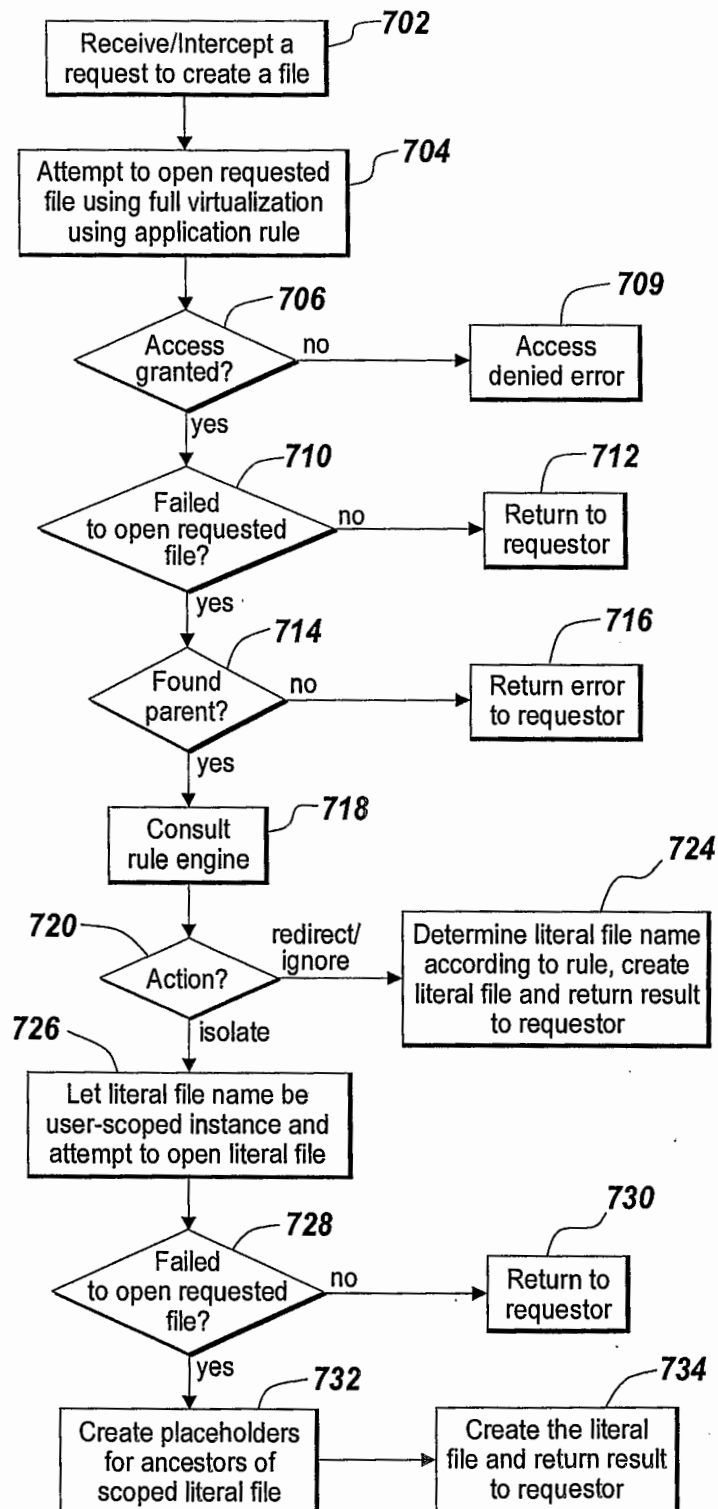 702
Receive/Intercept a
request to create a file
704
Attempt to open requested
file using full virtualization
using application rule
706
709
Access
granted?
no
Access
denied error
yes
710
712
Failed
to open requested
file?
no
Return to
requestor
yes
714
716
Found
parent?
no
Return error
to requestor
yes
718
Consult
rule engine
724
720
Action?
redirect/
ignore
Determine literal file name
according to rule, create
literal file and return result
to requestor
726
isolate
Let literal file name be
user-scoped instance and
attempt to open literal file
728
730
Failed
to open requested
file?
no
Return to
requestor
yes
732
734
Create placeholders
for ancestors of
scoped literal file
Create the literal
file and return result
to requestor